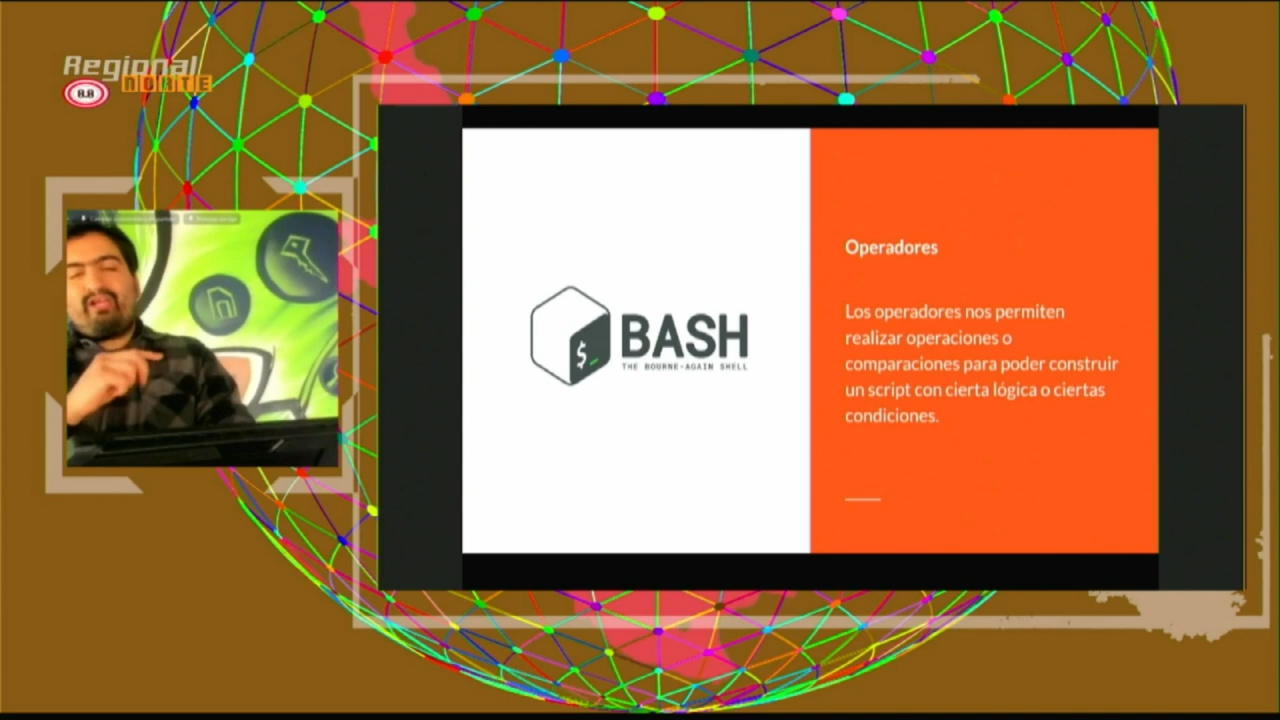 Regional
NORTE
8.8
$_
BASH
THE BOURNE-AGAIN SHELL
Operadores
Los operadores nos permiten
realizar operaciones o
comparaciones para poder construir
un script con cierta lógica o ciertas
condiciones.